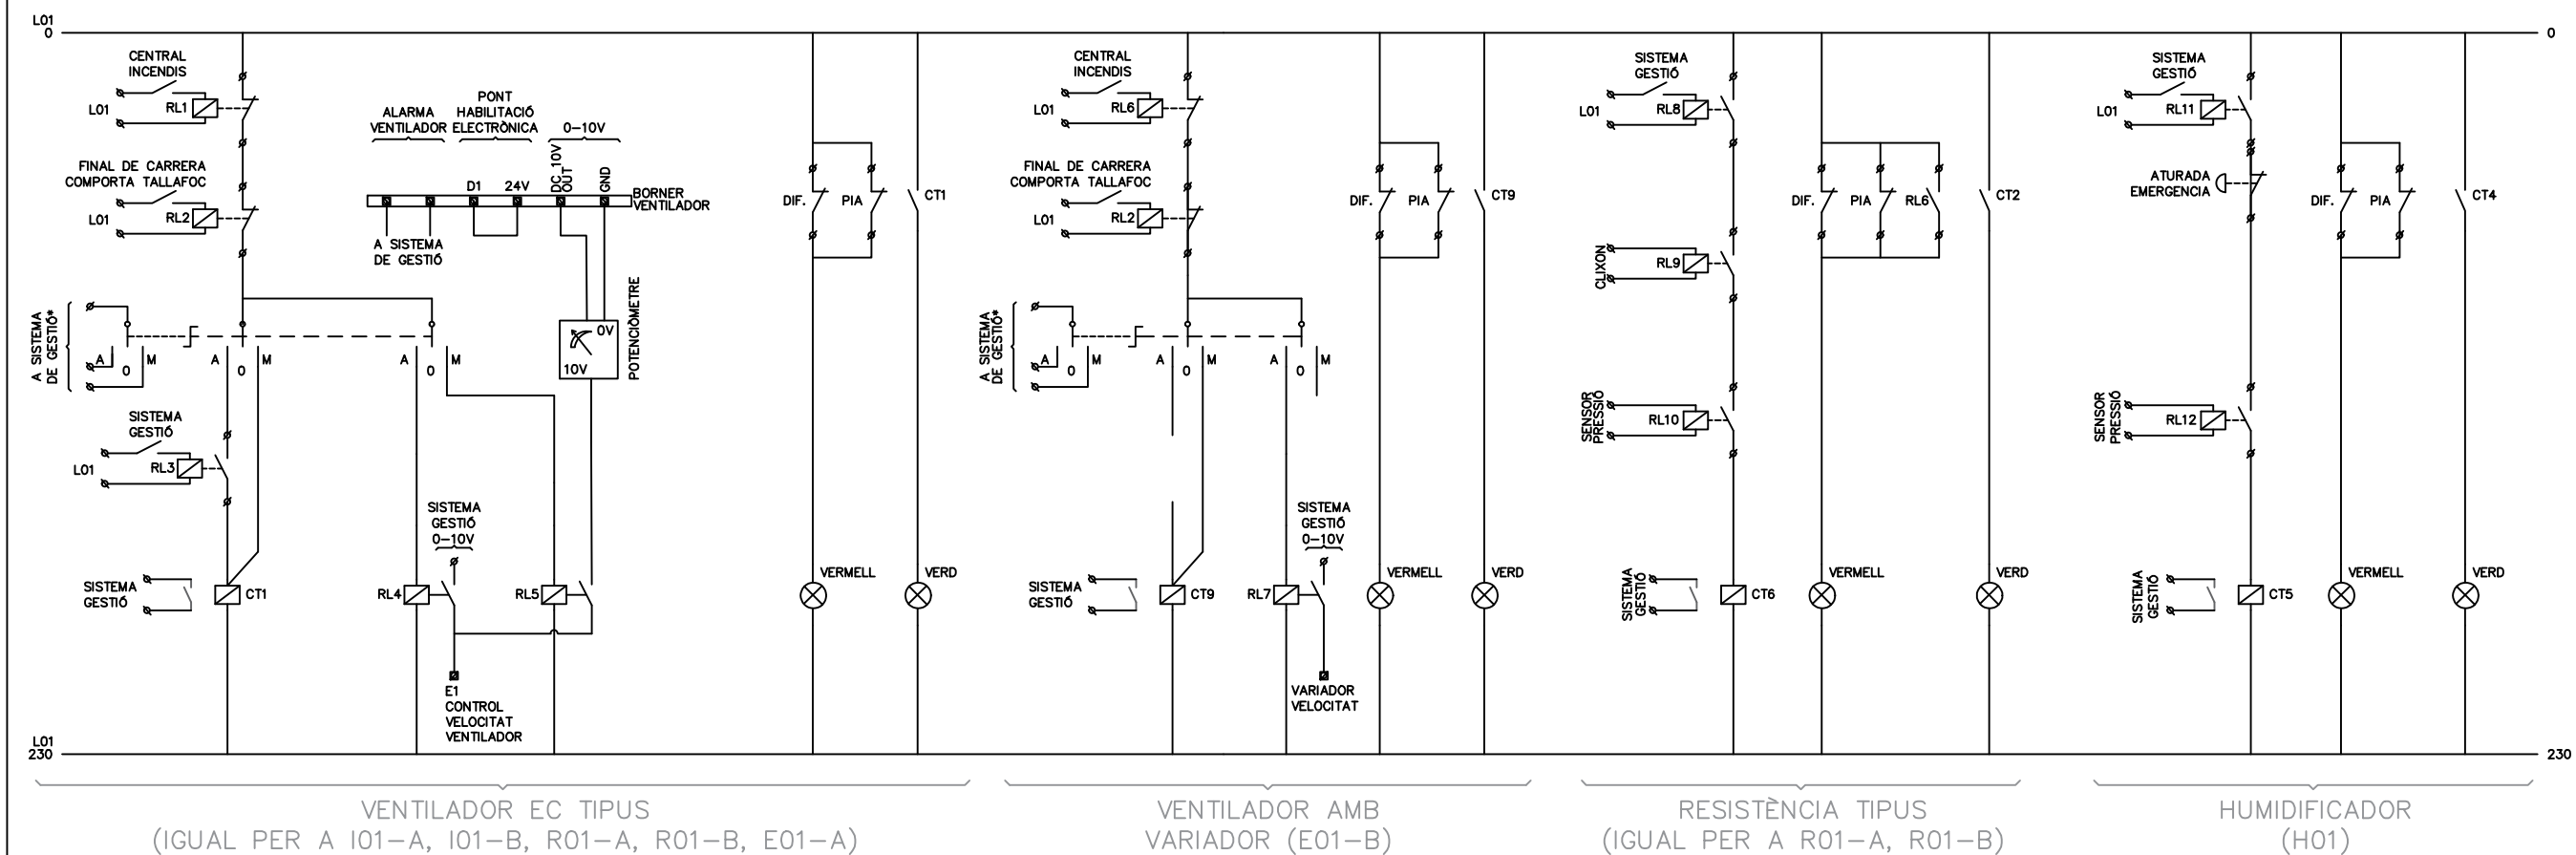 L01
0
CENTRAL
INCENDIS
L01
RL1
FINAL DE CARRERA
COMPORTA TALLAFOC
L01
RL2
ALARMA
VENTILADOR
PONT
HABILITACIÓ
ELECTRÒNICA
0-10V
D1
24V
DC 10V
OUT
GND
BORNER
VENTILADOR
A SISTEMA
DE GESTIÓ
A SISTEMA
DE GESTIÓ*
A
0
M
A
0
M
A
0
M
0V
10V
POTENCIÒMETRE
SISTEMA
GESTIÓ
L01
RL3
SISTEMA
GESTIÓ
CT1
RL4
SISTEMA
GESTIÓ
0-10V
RL5
E1
CONTROL
VELOCITAT
VENTILADOR
DIF.
PIA
CT1
VERMELL
VERD
CENTRAL
INCENDIS
L01
RL6
FINAL DE CARRERA
COMPORTA TALLAFOC
L01
RL2
A SISTEMA
DE GESTIÓ*
A
0
M
A
0
M
A
0
M
SISTEMA
GESTIÓ
CT9
RL7
SISTEMA
GESTIÓ
0-10V
VARIADOR
VELOCITAT
DIF.
PIA
CT9
VERMELL
VERD
SISTEMA
GESTIÓ
L01
RL8
CLIXON
RL9
SENSOR
PRESSIÓ
RL10
SISTEMA
GESTIÓ
CT6
DIF.
PIA
RL6
CT2
VERMELL
VERD
SISTEMA
GESTIÓ
L01
RL11
ATURADA
EMERGENCIA
SENSOR
PRESSIÓ
RL12
SISTEMA
GESTIÓ
CT5
DIF.
PIA
CT4
VERMELL
VERD
0
L01
230
230
VENTILADOR EC TIPUS
(IGUAL PER A I01-A, I01-B, R01-A, R01-B, E01-A)
VENTILADOR AMB
VARIADOR (E01-B)
RESISTÈNCIA TIPUS
(IGUAL PER A R01-A, R01-B)
HUMIDIFICADOR
(H01)